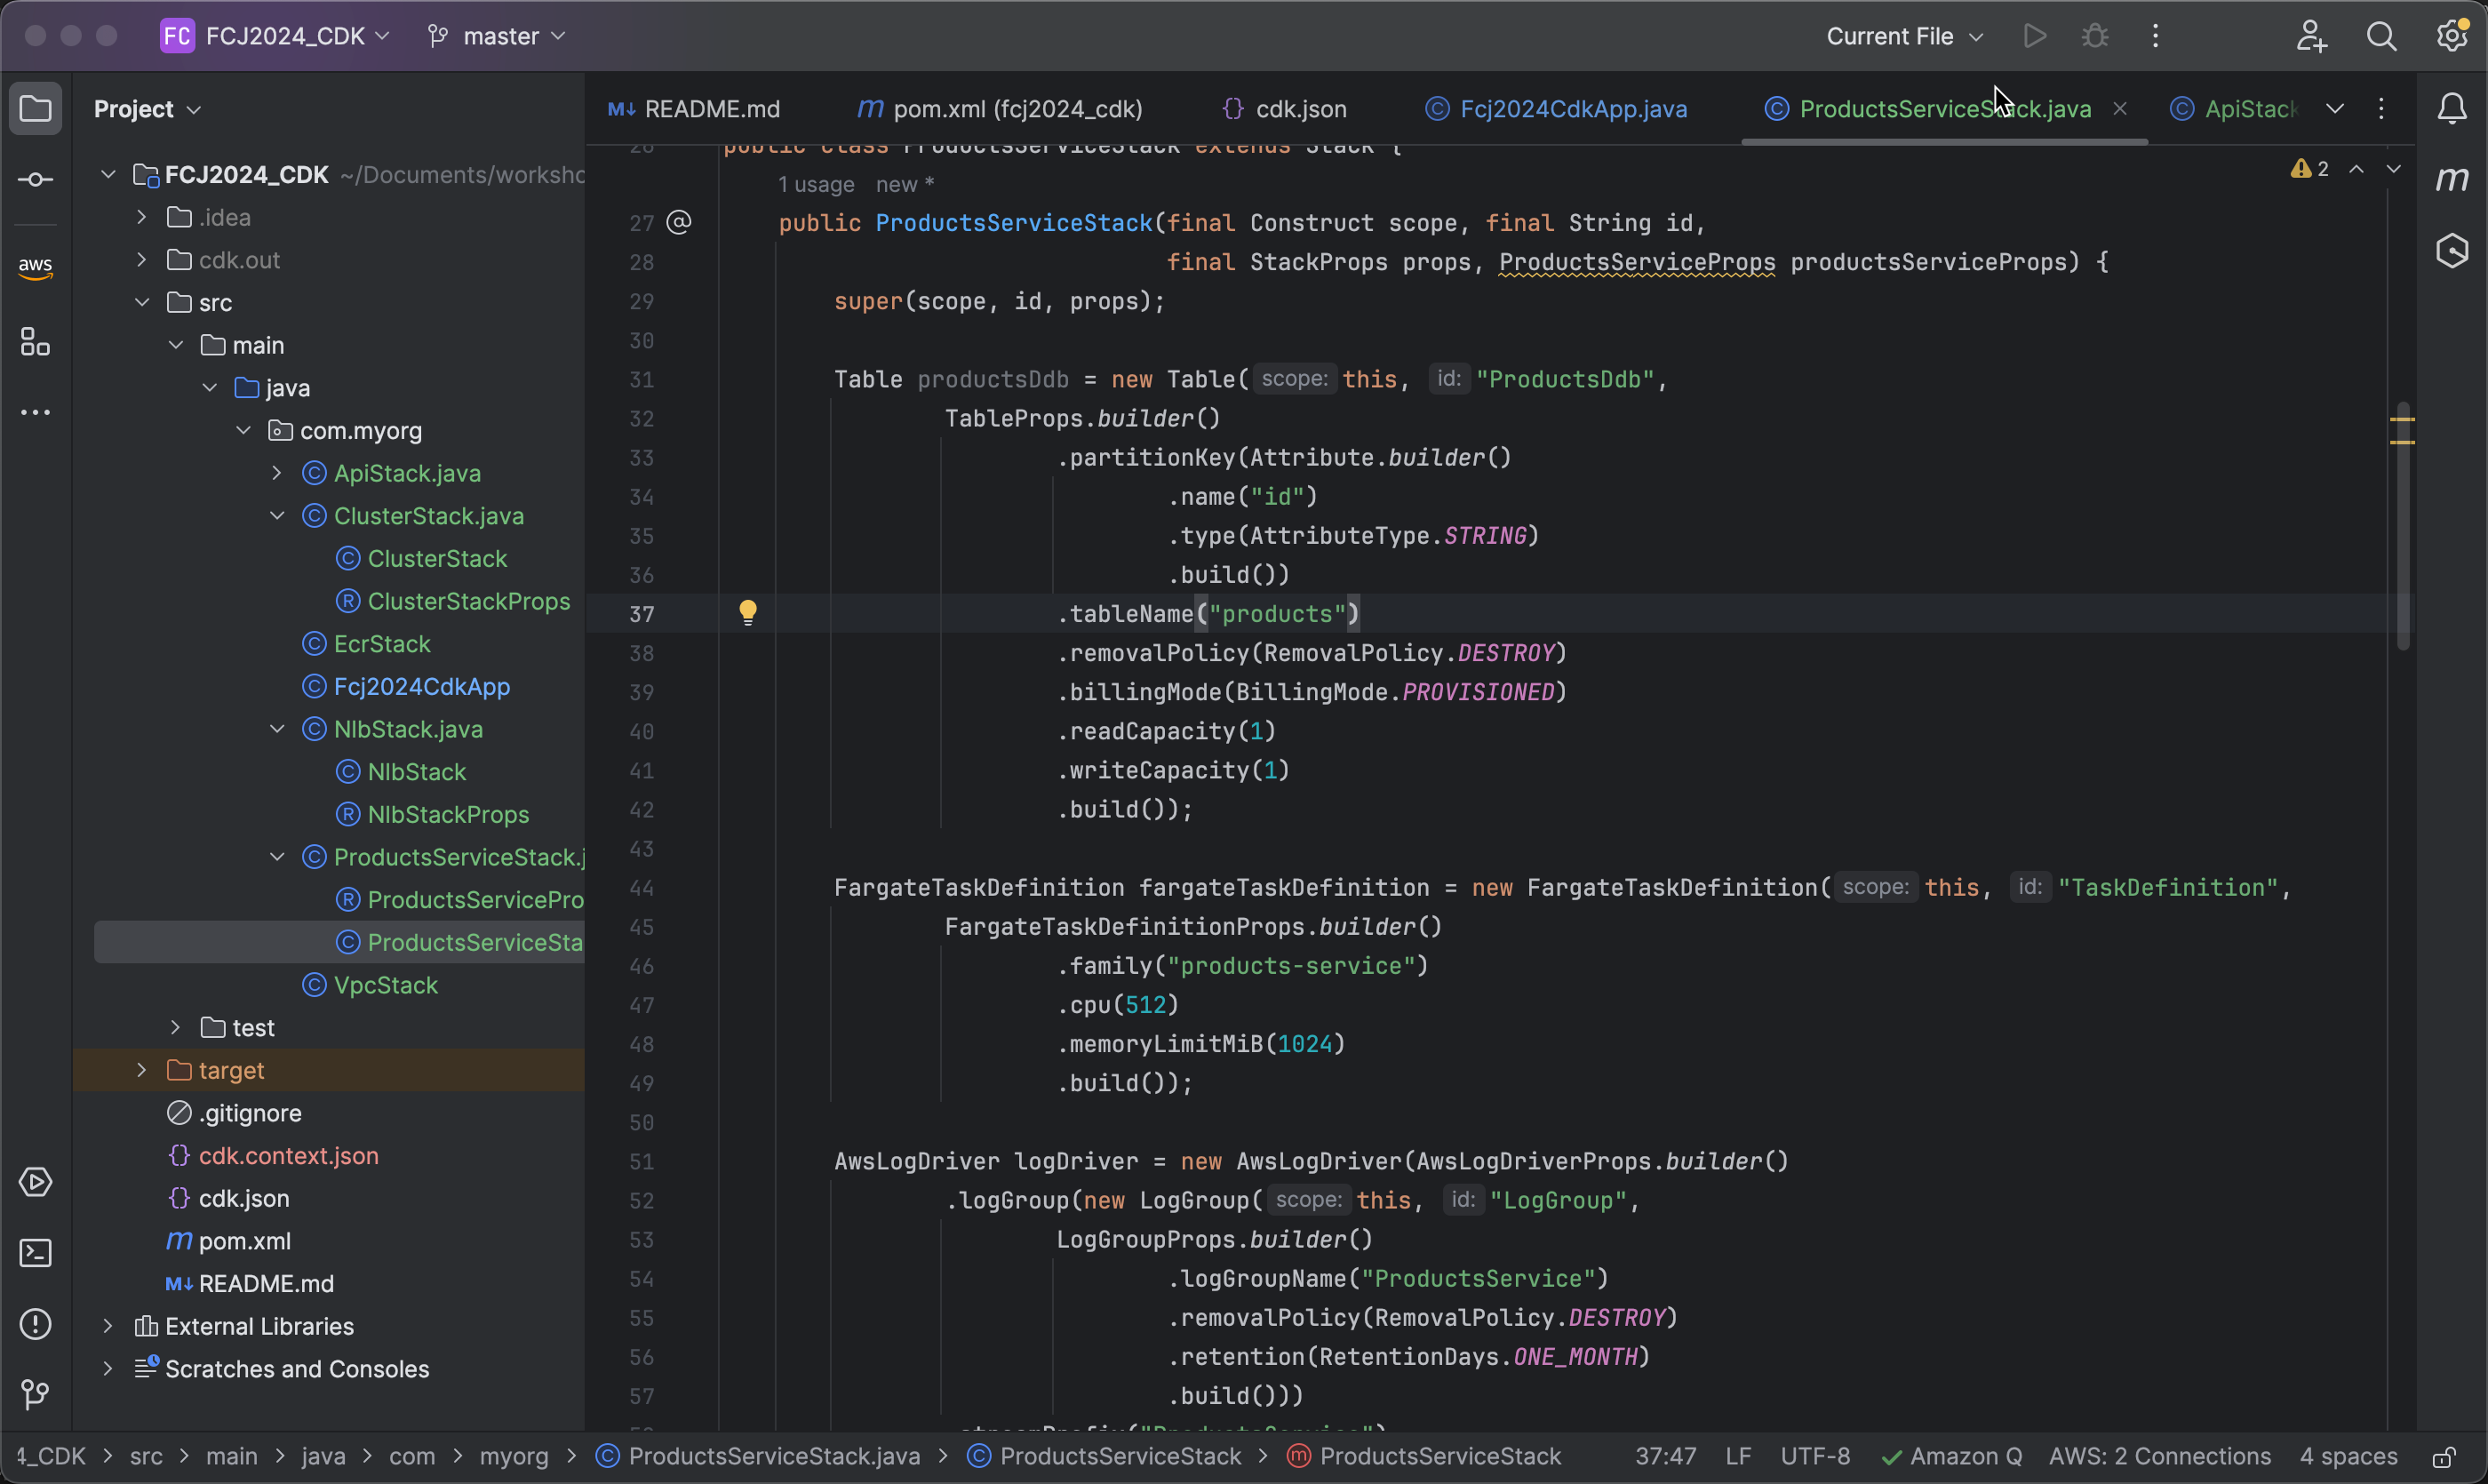 FC FCJ2024_CDK master Current File
Project
README.md pom.xml (fcj2024_cdk) cdk.json Fcj2024CdkApp.java ProductsServiceStack.java ApiStack
FCJ2024_CDK ~/Documents/worksho
.idea
cdk.out
src
main
java
com.myorg
ApiStack.java
ClusterStack.java
ClusterStack
ClusterStackProps
EcrStack
Fcj2024CdkApp
NlbStack.java
NlbStack
NlbStackProps
ProductsServiceStack.j
ProductsServicePro
ProductsServiceSta
VpcStack
test
target
.gitignore
cdk.context.json
cdk.json
pom.xml
README.md
External Libraries
Scratches and Consoles
aws
26 public class ProductsServiceStack extends Stack {
1 usage new *
2
27 @ public ProductsServiceStack(final Construct scope, final String id,
28 final StackProps props, ProductsServiceProps productsServiceProps) {
29 super(scope, id, props);
30
31 Table productsDdb = new Table( scope: this, id: "ProductsDdb",
32 TableProps.builder()
33 .partitionKey(Attribute.builder()
34 .name("id")
35 .type(AttributeType.STRING)
36 .build())
37 .tableName("products")
38 .removalPolicy(RemovalPolicy.DESTROY)
39 .billingMode(BillingMode.PROVISIONED)
40 .readCapacity(1)
41 .writeCapacity(1)
42 .build());
43
44 FargateTaskDefinition fargateTaskDefinition = new FargateTaskDefinition( scope: this, id: "TaskDefinition",
45 FargateTaskDefinitionProps.builder()
46 .family("products-service")
47 .cpu(512)
48 .memoryLimitMiB(1024)
49 .build());
50
51 AwsLogDriver logDriver = new AwsLogDriver(AwsLogDriverProps.builder()
52 .logGroup(new LogGroup( scope: this, id: "LogGroup",
53 LogGroupProps.builder()
54 .logGroupName("ProductsService")
55 .removalPolicy(RemovalPolicy.DESTROY)
56 .retention(RetentionDays.ONE_MONTH)
57 .build()))
4_CDK > src > main > java > com > myorg > ProductsServiceStack.java > ProductsServiceStack > ProductsServiceStack 37:47 LF UTF-8 Amazon Q AWS: 2 Connections 4 spaces